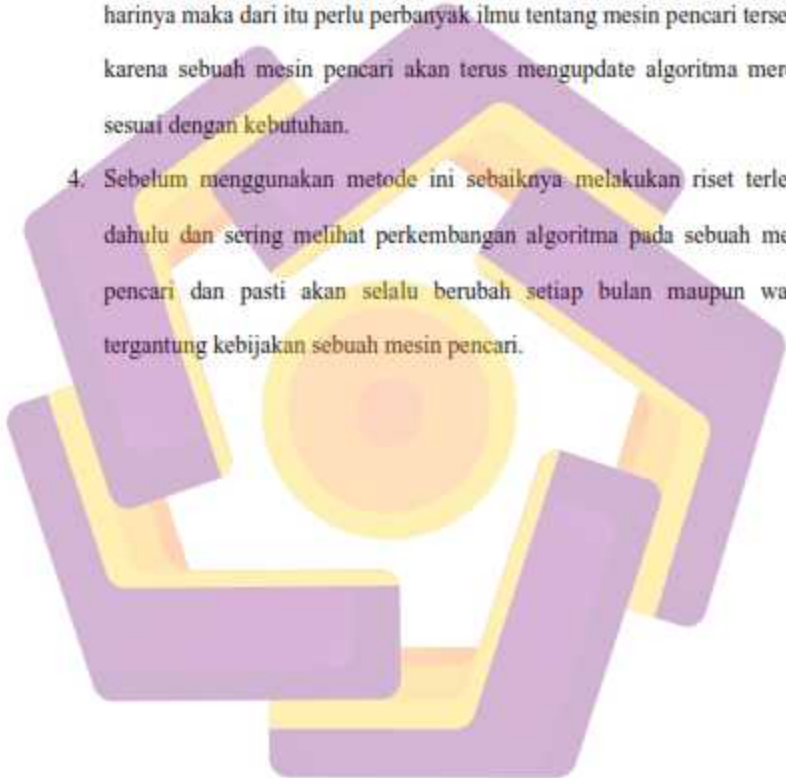 harinya maka dari itu perlu perbanyak ilmu tentang mesin pencari terse
karena sebuah mesin pencari akan terus mengupdate algoritma mer
sesuai dengan kebutuhan.
4. Sebelum menggunakan metode ini sebaiknya melakukan riset terle
dahulu dan sering melihat perkembangan algoritma pada sebuah me
pencari dan pasti akan selalu berubah setiap bulan maupun wa
tergantung kebijakan sebuah mesin pencari.